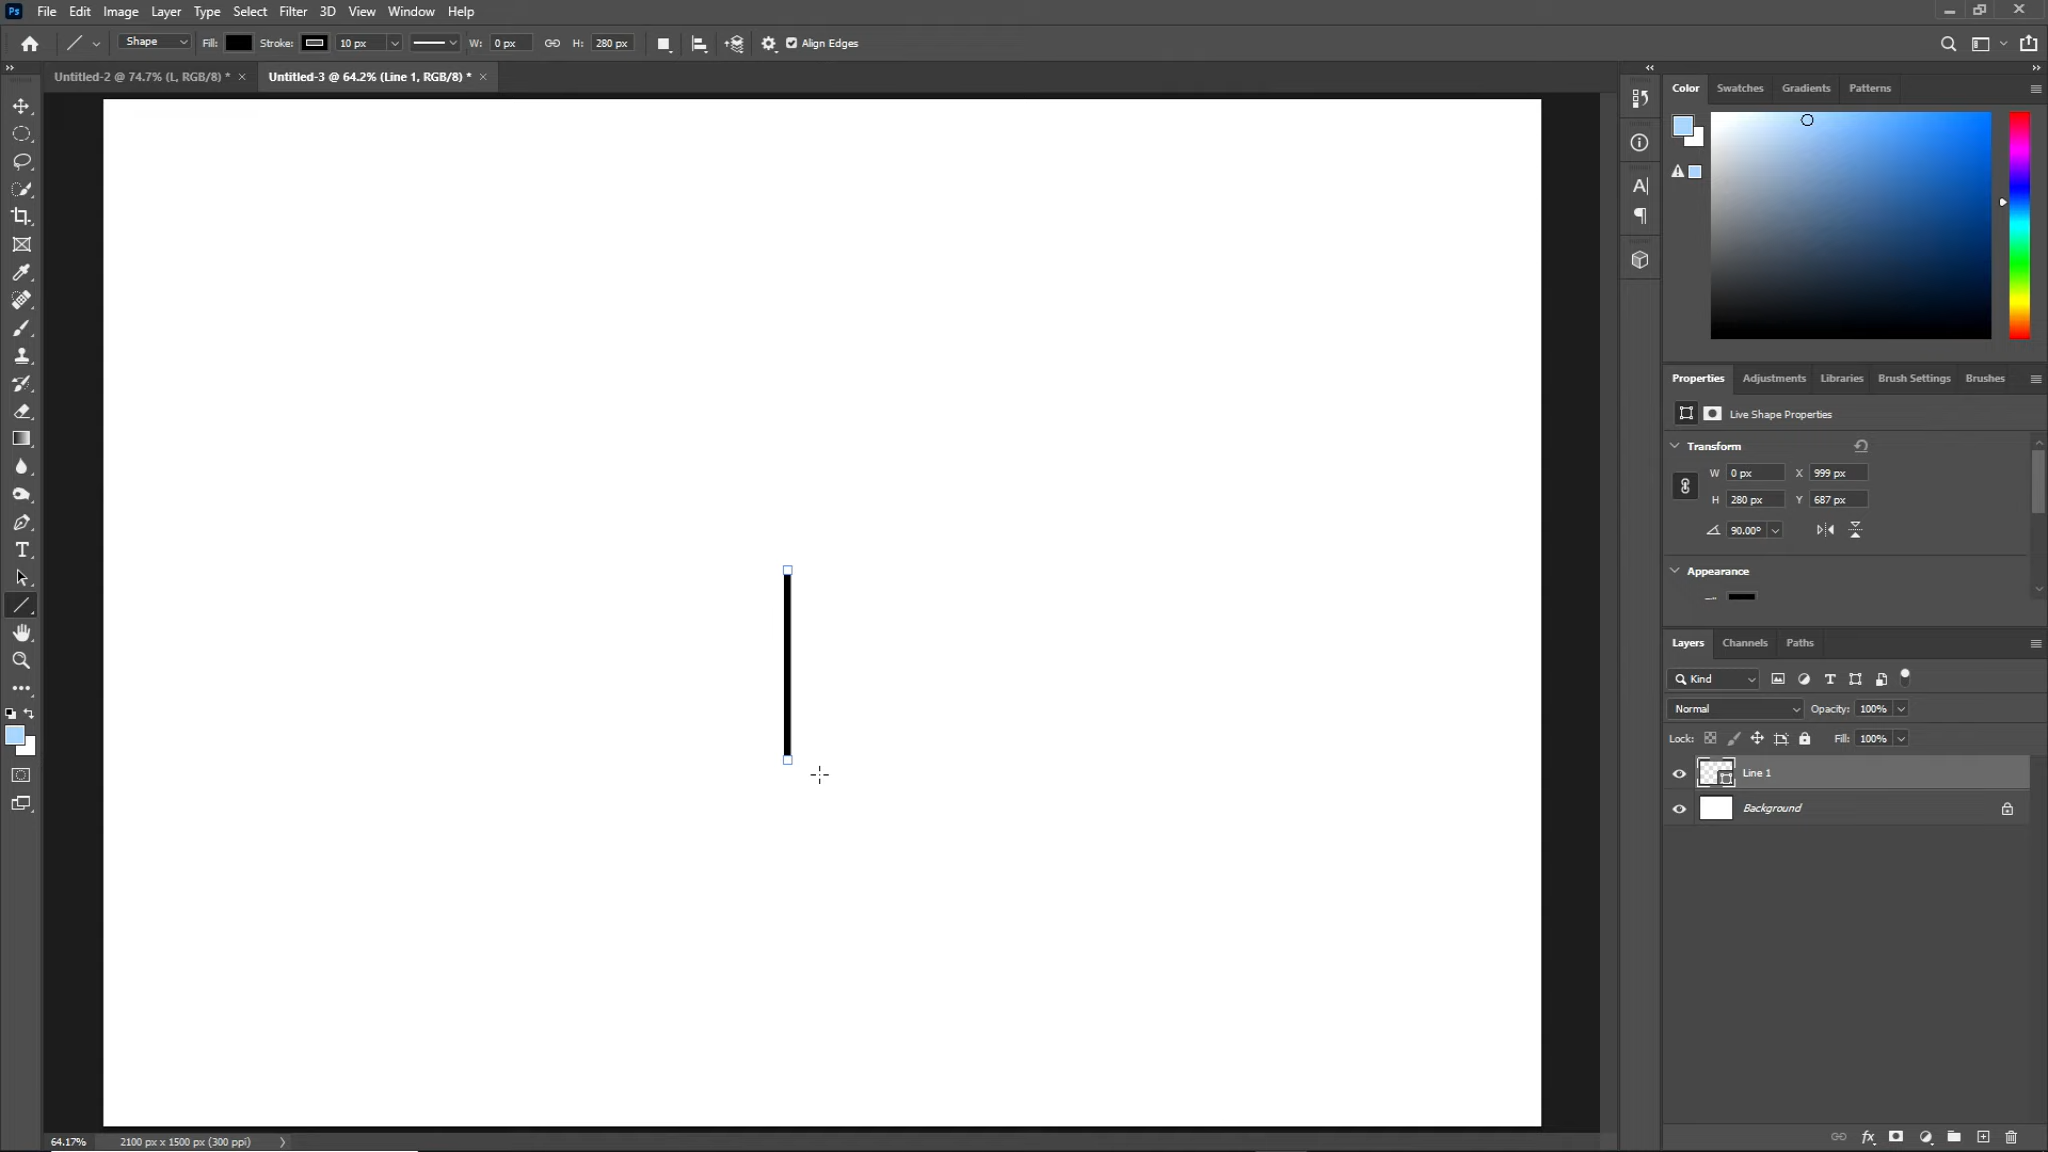 Ps File Edit Image Layer Type Select Filter 3D View Window Help
Shape Fill: Stroke: 10 px W: 0 px H: 280 px Align Edges
Untitled-2 @ 74.7% (L, RGB/8) * × Untitled-3 @ 64.2% (Line 1, RGB/8) * ×
Color Swatches Gradients Patterns
Properties Adjustments Libraries Brush Settings Brushes
Live Shape Properties
Transform
W 0 px X 999 px
H 280 px Y 687 px
90.00°
Appearance
Layers Channels Paths
Kind
Normal Opacity: 100%
Lock: Fill: 100%
Line 1
Background
64.17% 2100 px x 1500 px (300 ppi)